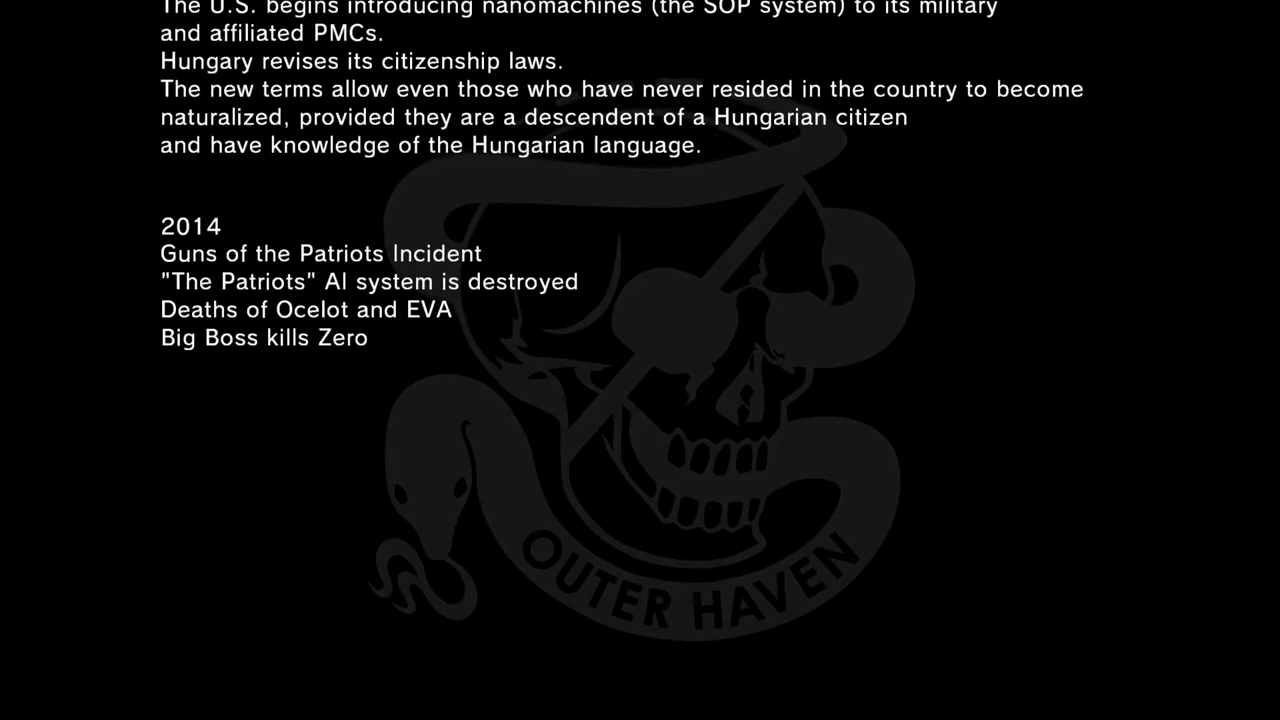 The U.S. begins introducing nanomachines (the SOP system) to its military
and affiliated PMCs.
Hungary revises its citizenship laws.
The new terms allow even those who have never resided in the country to become
naturalized, provided they are a descendent of a Hungarian citizen
and have knowledge of the Hungarian language.
2014
Guns of the Patriots Incident
"The Patriots" AI system is destroyed
Deaths of Ocelot and EVA
Big Boss kills Zero
OUTER HAVEN